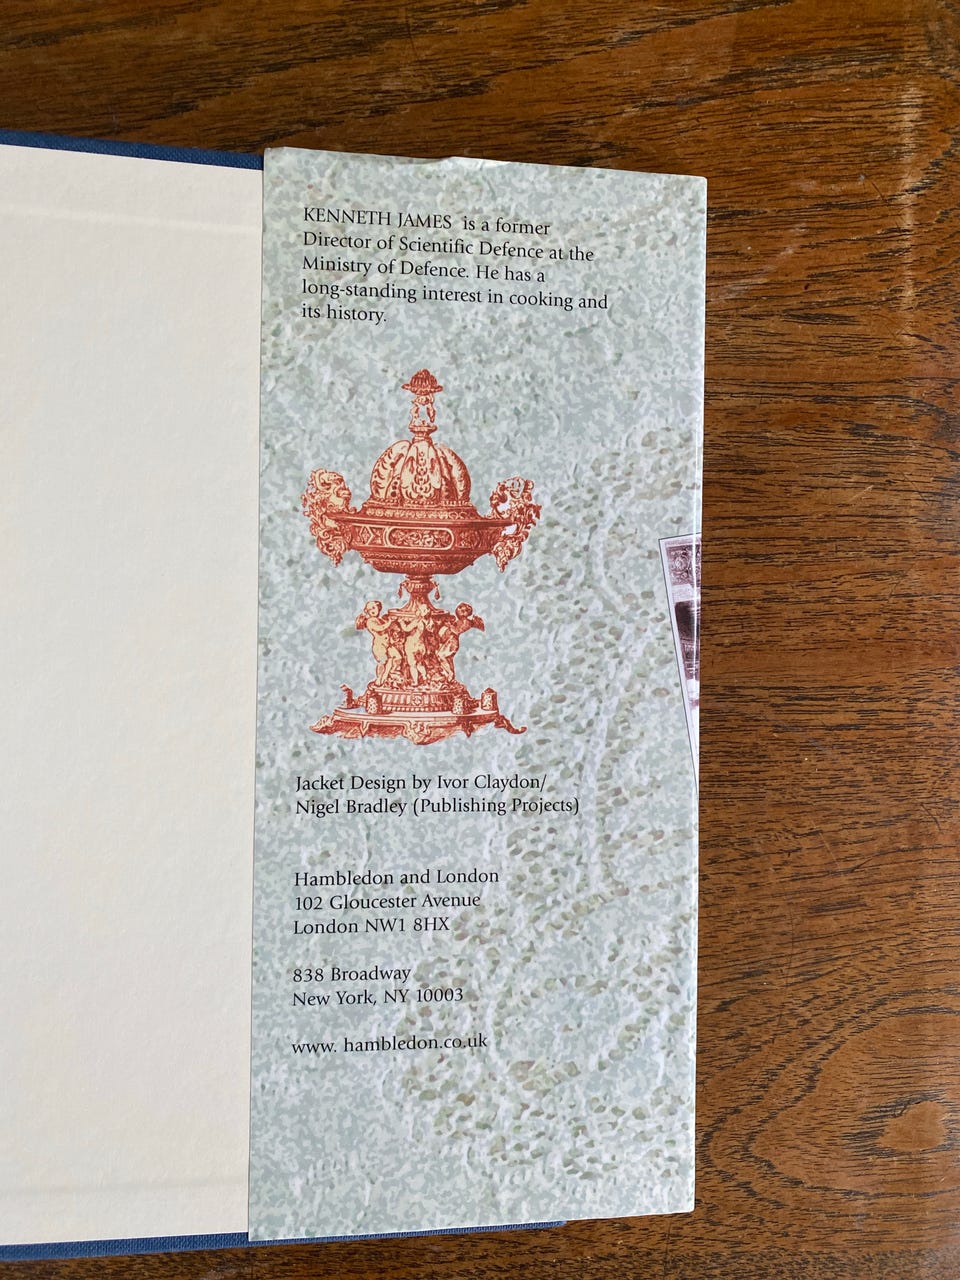 KENNETH JAMES is a former
Director of Scientific Defence at the
Ministry of Defence. He has a
long-standing interest in cooking and
its history.
Jacket Design by Ivor Claydon/
Nigel Bradley (Publishing Projects)
Hambledon and London
102 Gloucester Avenue
London NW1 8HX
838 Broadway
New York, NY 10003
www. hambledon.co.uk